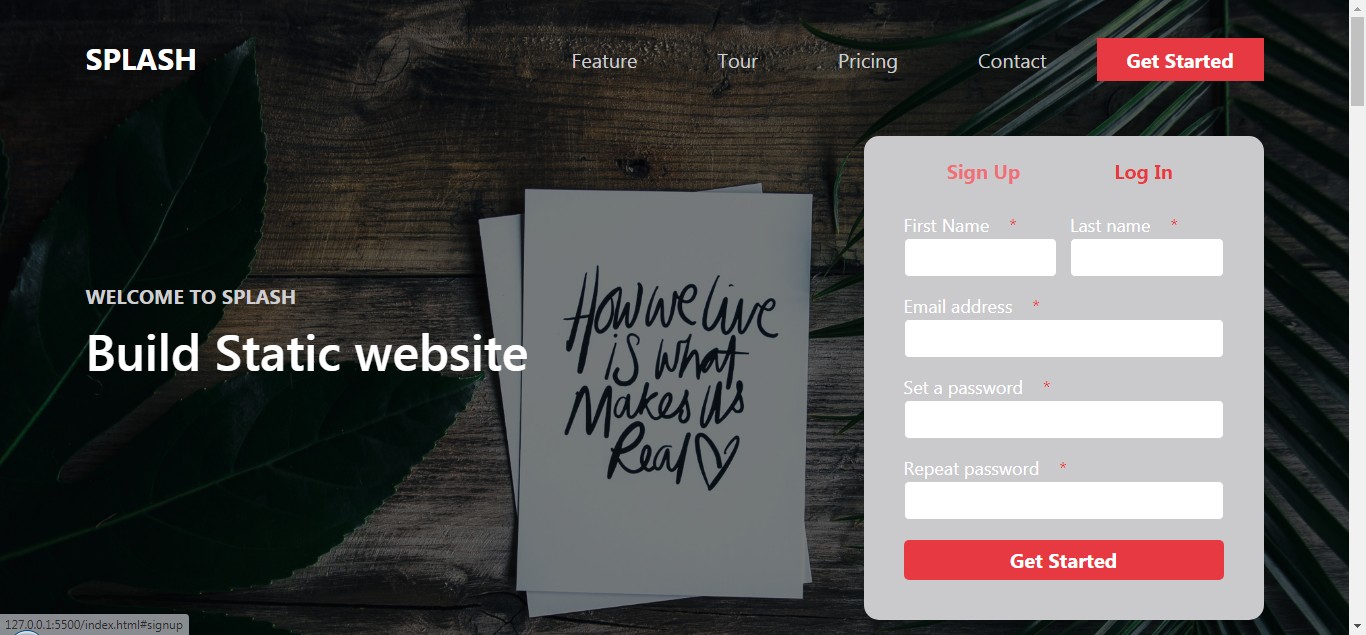 SPLASH
Feature
Tour
Pricing
Contact
Get Started
WELCOME TO SPLASH
Build Static website
How we live
is what
Makes Us
Real
Sign Up
Log In
First Name *
Last name *
Email address *
Set a password *
Repeat password *
Get Started
127.0.0.1:5500/index.html#signup